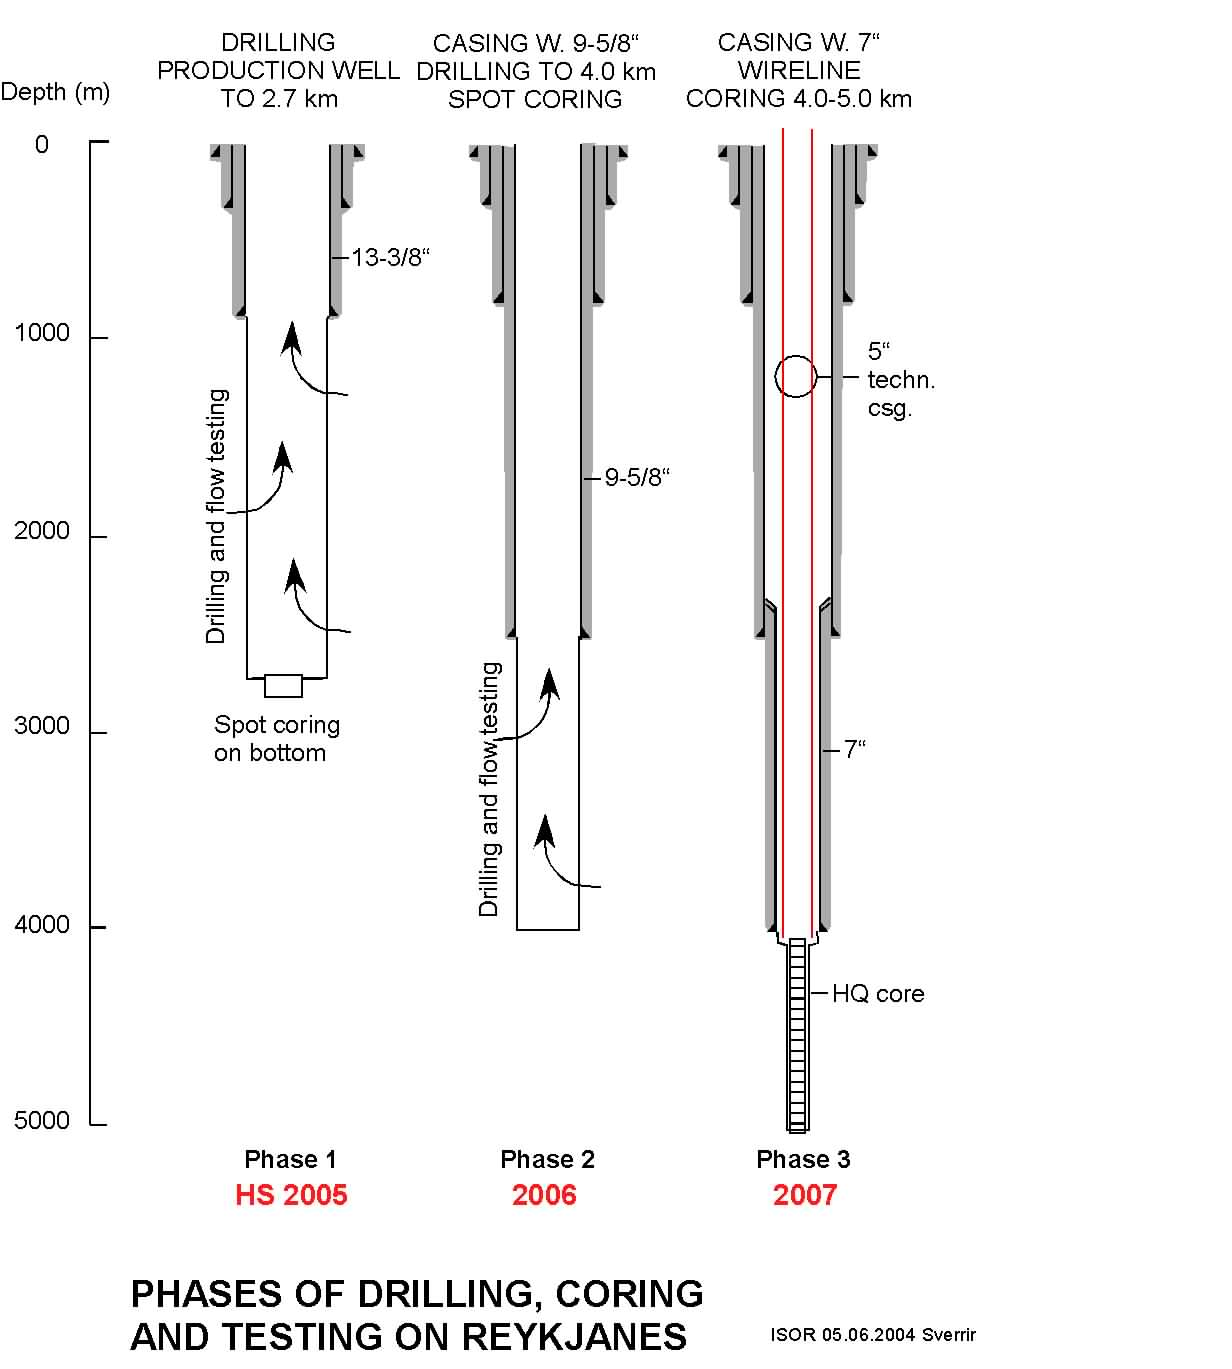 DRILLING
PRODUCTION WELL
TO 2.7 km
CASING W. 9-5/8“
DRILLING TO 4.0 km
SPOT CORING
CASING W. 7“
WIRELINE
CORING 4.0-5.0 km
Depth (m)
0
1000
2000
3000
4000
5000
13-3/8“
Drilling and flow testing
Spot coring
on bottom
9-5/8“
Drilling and flow testing
5“
techn.
csg.
7“
HQ core
Phase 1
HS 2005
Phase 2
2006
Phase 3
2007
PHASES OF DRILLING, CORING
AND TESTING ON REYKJANES
ISOR 05.06.2004 Sverrir